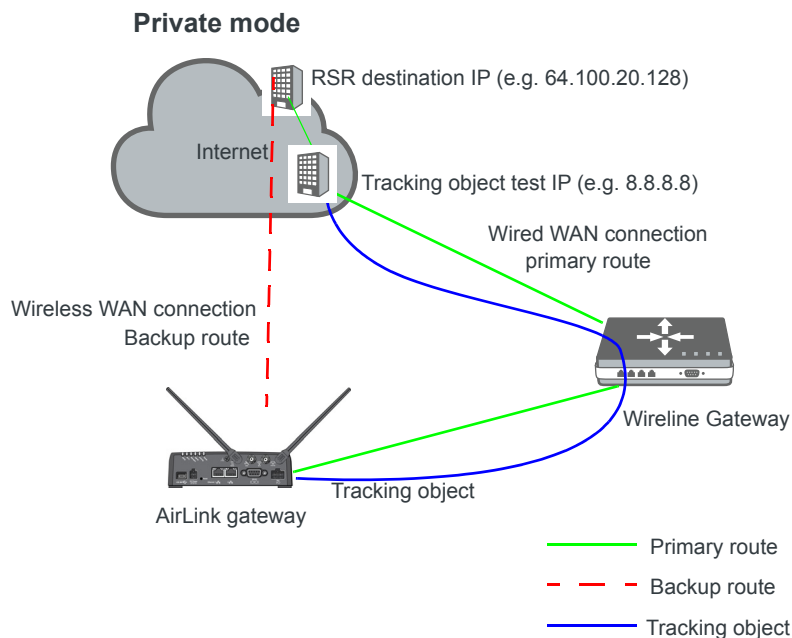 Private mode
RSR destination IP (e.g. 64.100.20.128)
Internet
Tracking object test IP (e.g. 8.8.8.8)
Wired WAN connection
primary route
Wireless WAN connection
Backup route
Wireline Gateway
Tracking object
AirLink gateway
Primary route
Backup route
Tracking object